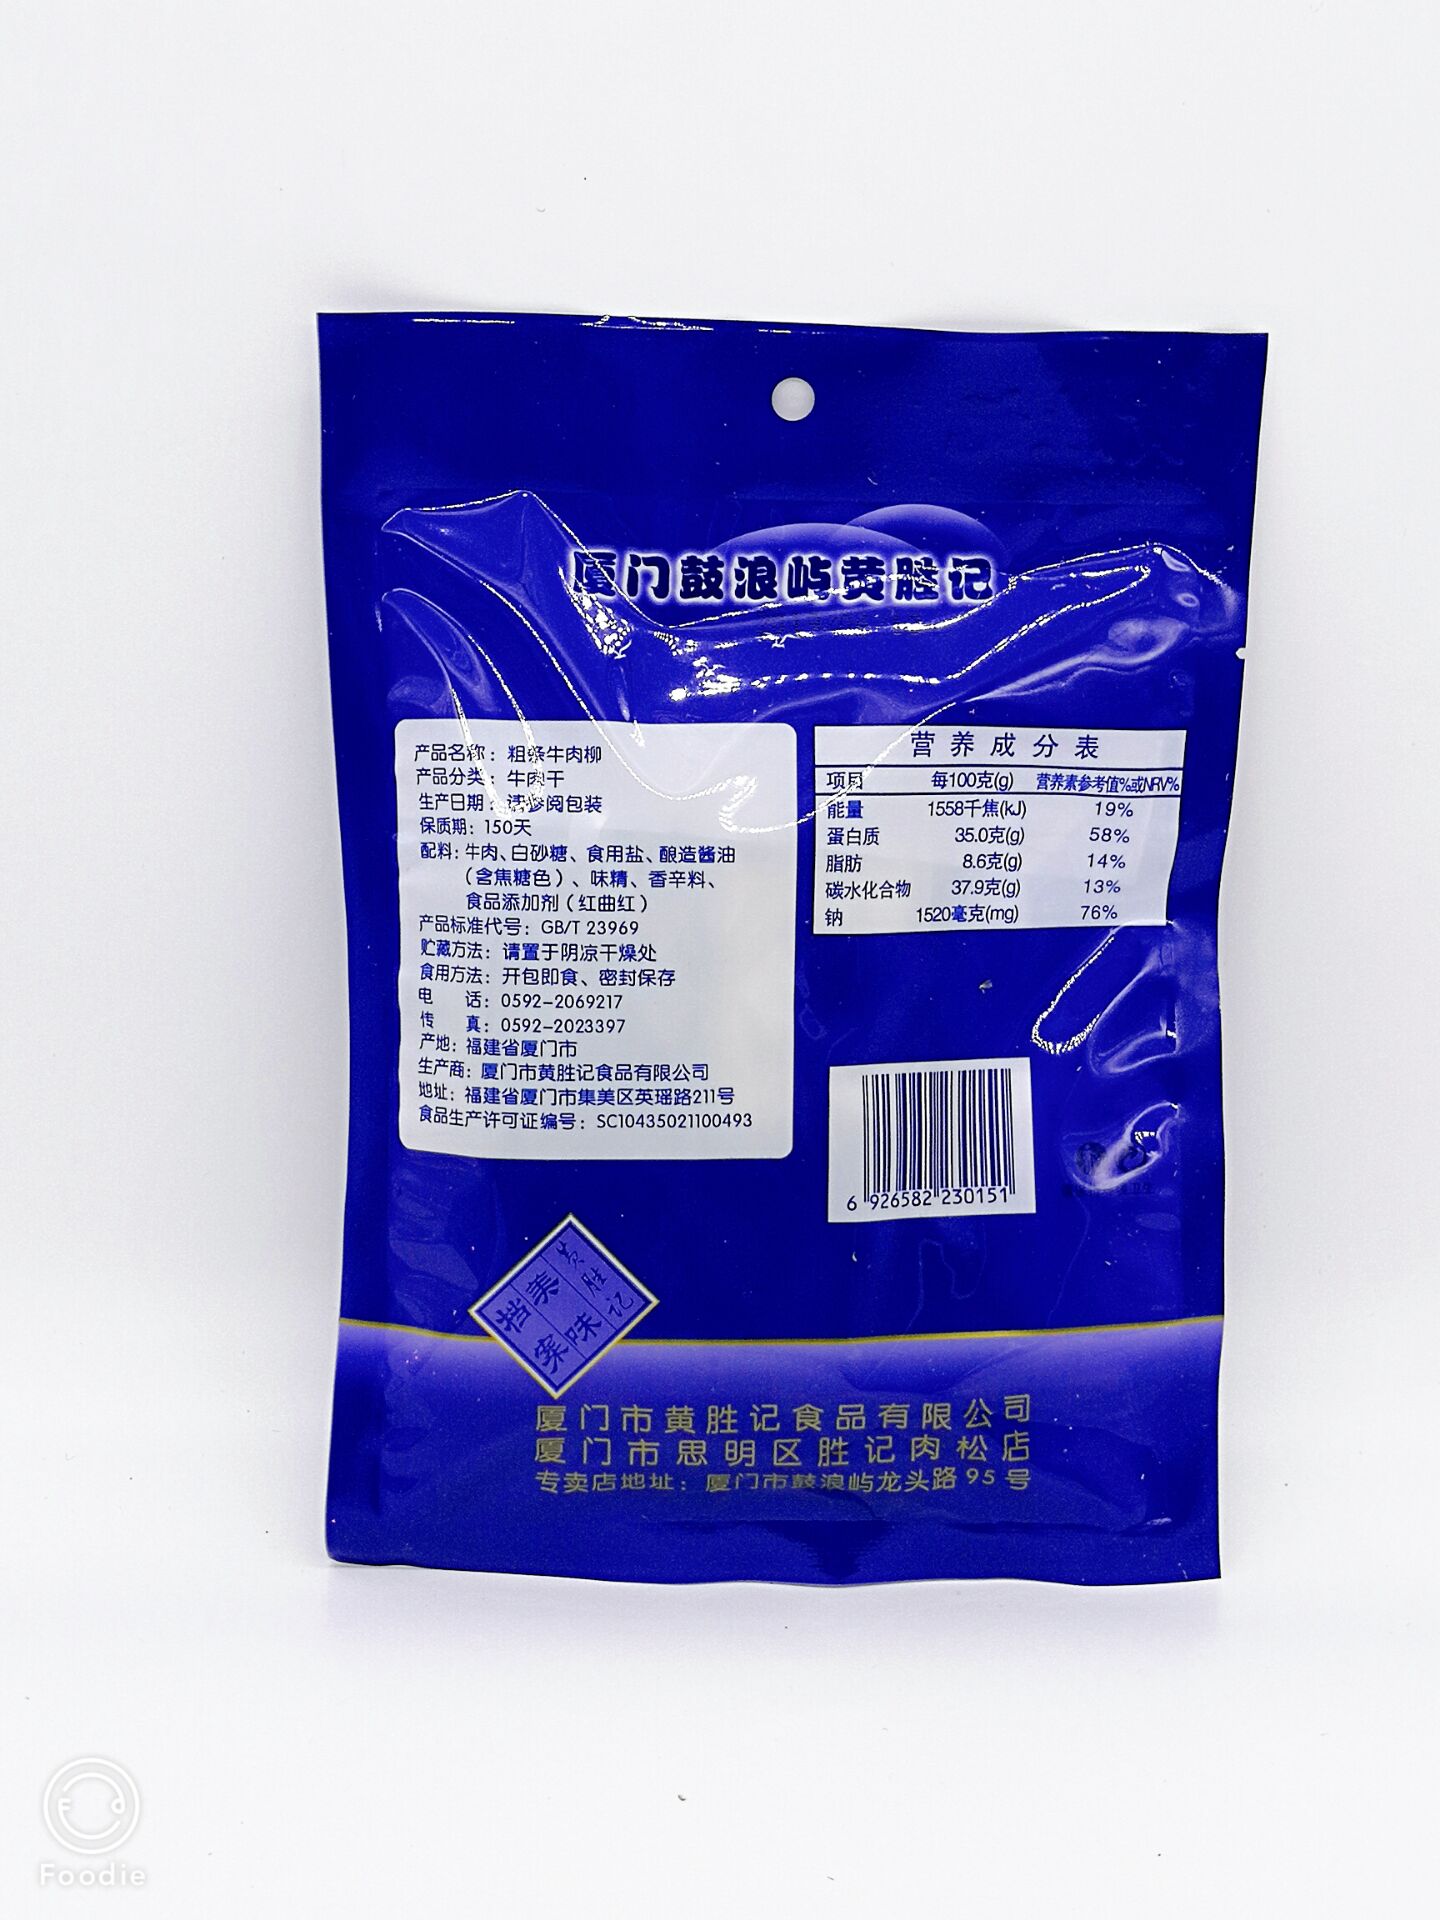 厦门鼓浪屿黄胜记
产品名称：粗条牛肉柳
产品分类：牛肉干
生产日期：请参阅包装
保质期：150天
配料：牛肉、白砂糖、食用盐、酿造酱油
（含焦糖色）、味精、香辛料、
食品添加剂（红曲红）
产品标准代号：GB/T 23969
贮藏方法：请置于阴凉干燥处
食用方法：开包即食、密封保存
电 话：0592-2069217
传 真：0592-2023397
产地：福建省厦门市
生产商：厦门市黄胜记食品有限公司
地址：福建省厦门市集美区英瑶路211号
食品生产许可证编号：SC10435021100493
营养成分表
项目 每100克(g) 营养素参考值%或NRV%
能量 1558千焦(kJ) 19%
蛋白质 35.0克(g) 58%
脂肪 8.6克(g) 14%
碳水化合物 37.9克(g) 13%
钠 1520毫克(mg) 76%
6 926582 230151
黄胜记
美味
档案
厦门市黄胜记食品有限公司
厦门市思明区胜记肉松店
专卖店地址：厦门市鼓浪屿龙头路95号
Foodie